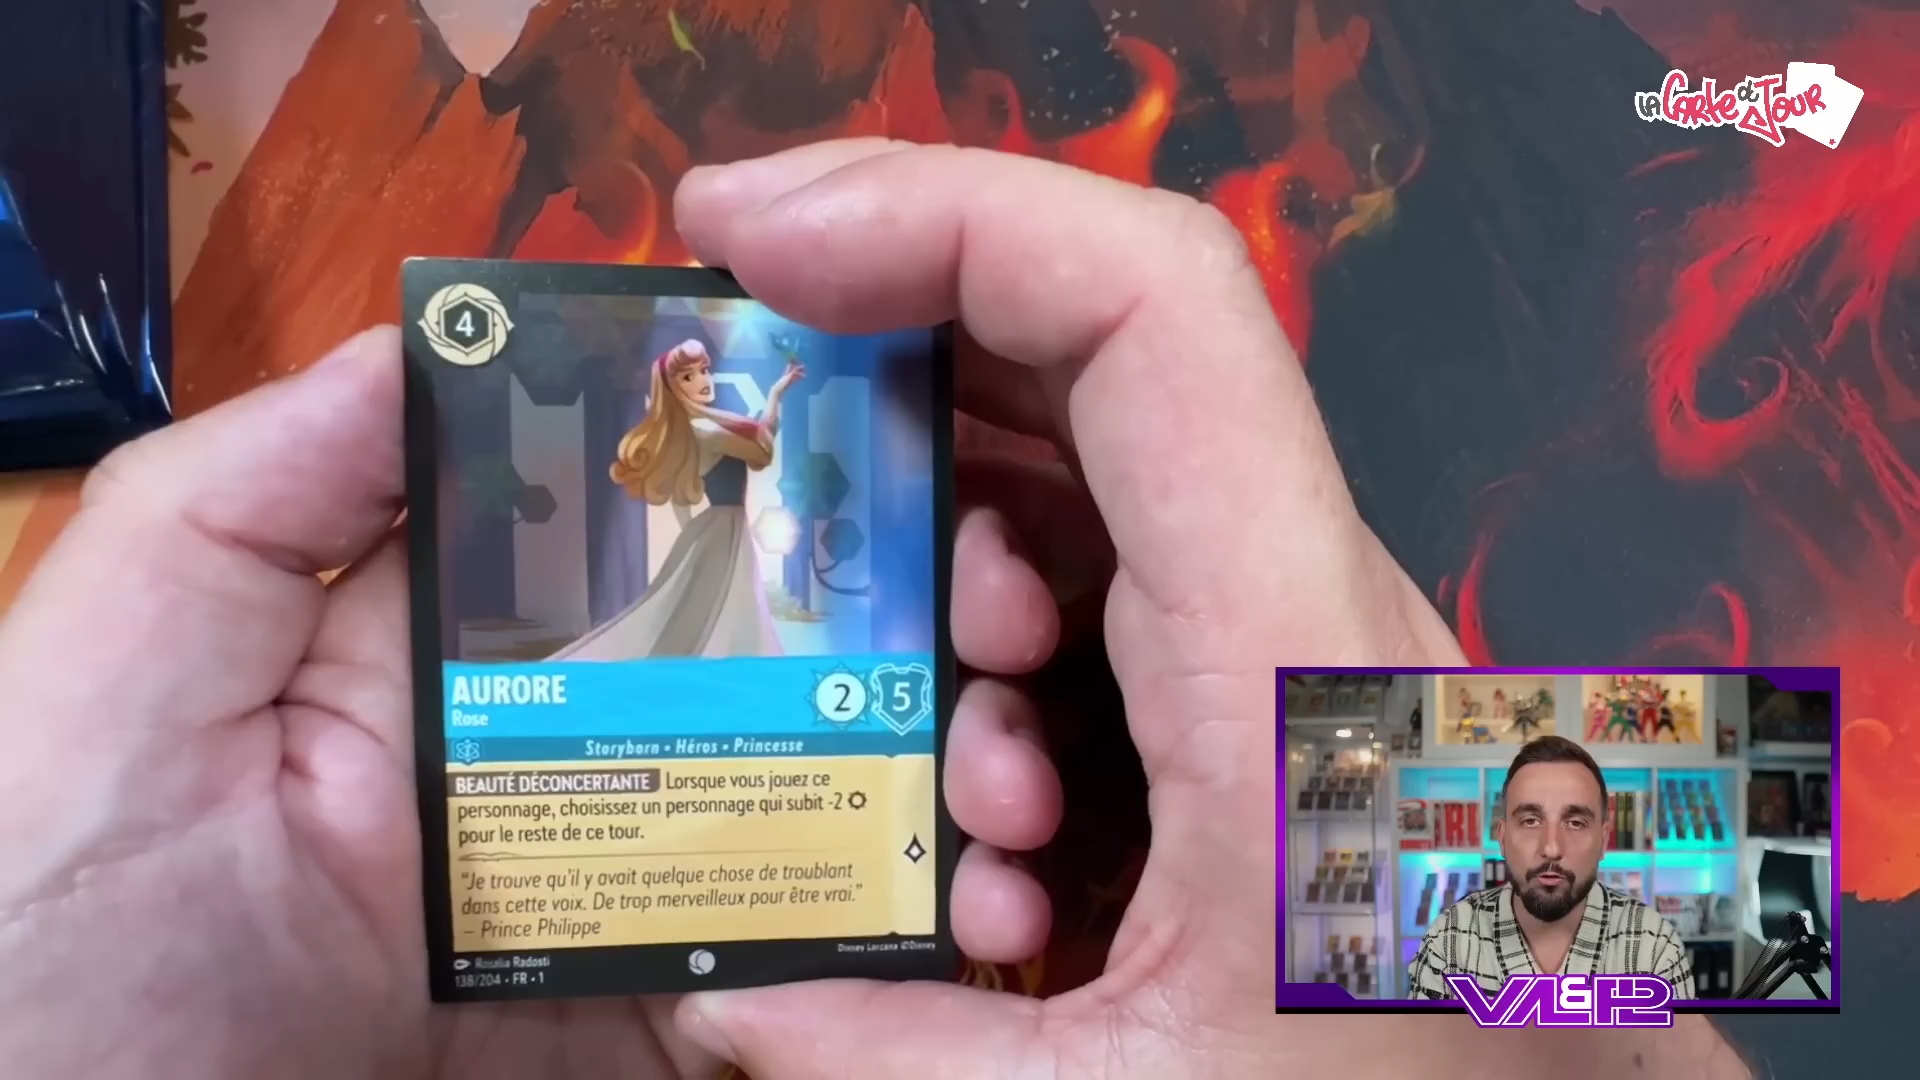 LA Carte et A Jouer
4
AURORE
Rose
2
5
Storyborn • Héros • Princesse
BEAUTÉ DÉCONCERTANTE Lorsque vous jouez ce
personnage, choisissez un personnage qui subit -2
pour le reste de ce tour.
"Je trouve qu'il y avait quelque chose de troublant
dans cette voix. De trop merveilleux pour être vrai."
– Prince Philippe
Rosalia Radosti
138/204 • FR • 1
Disney Lorcana ©Disney